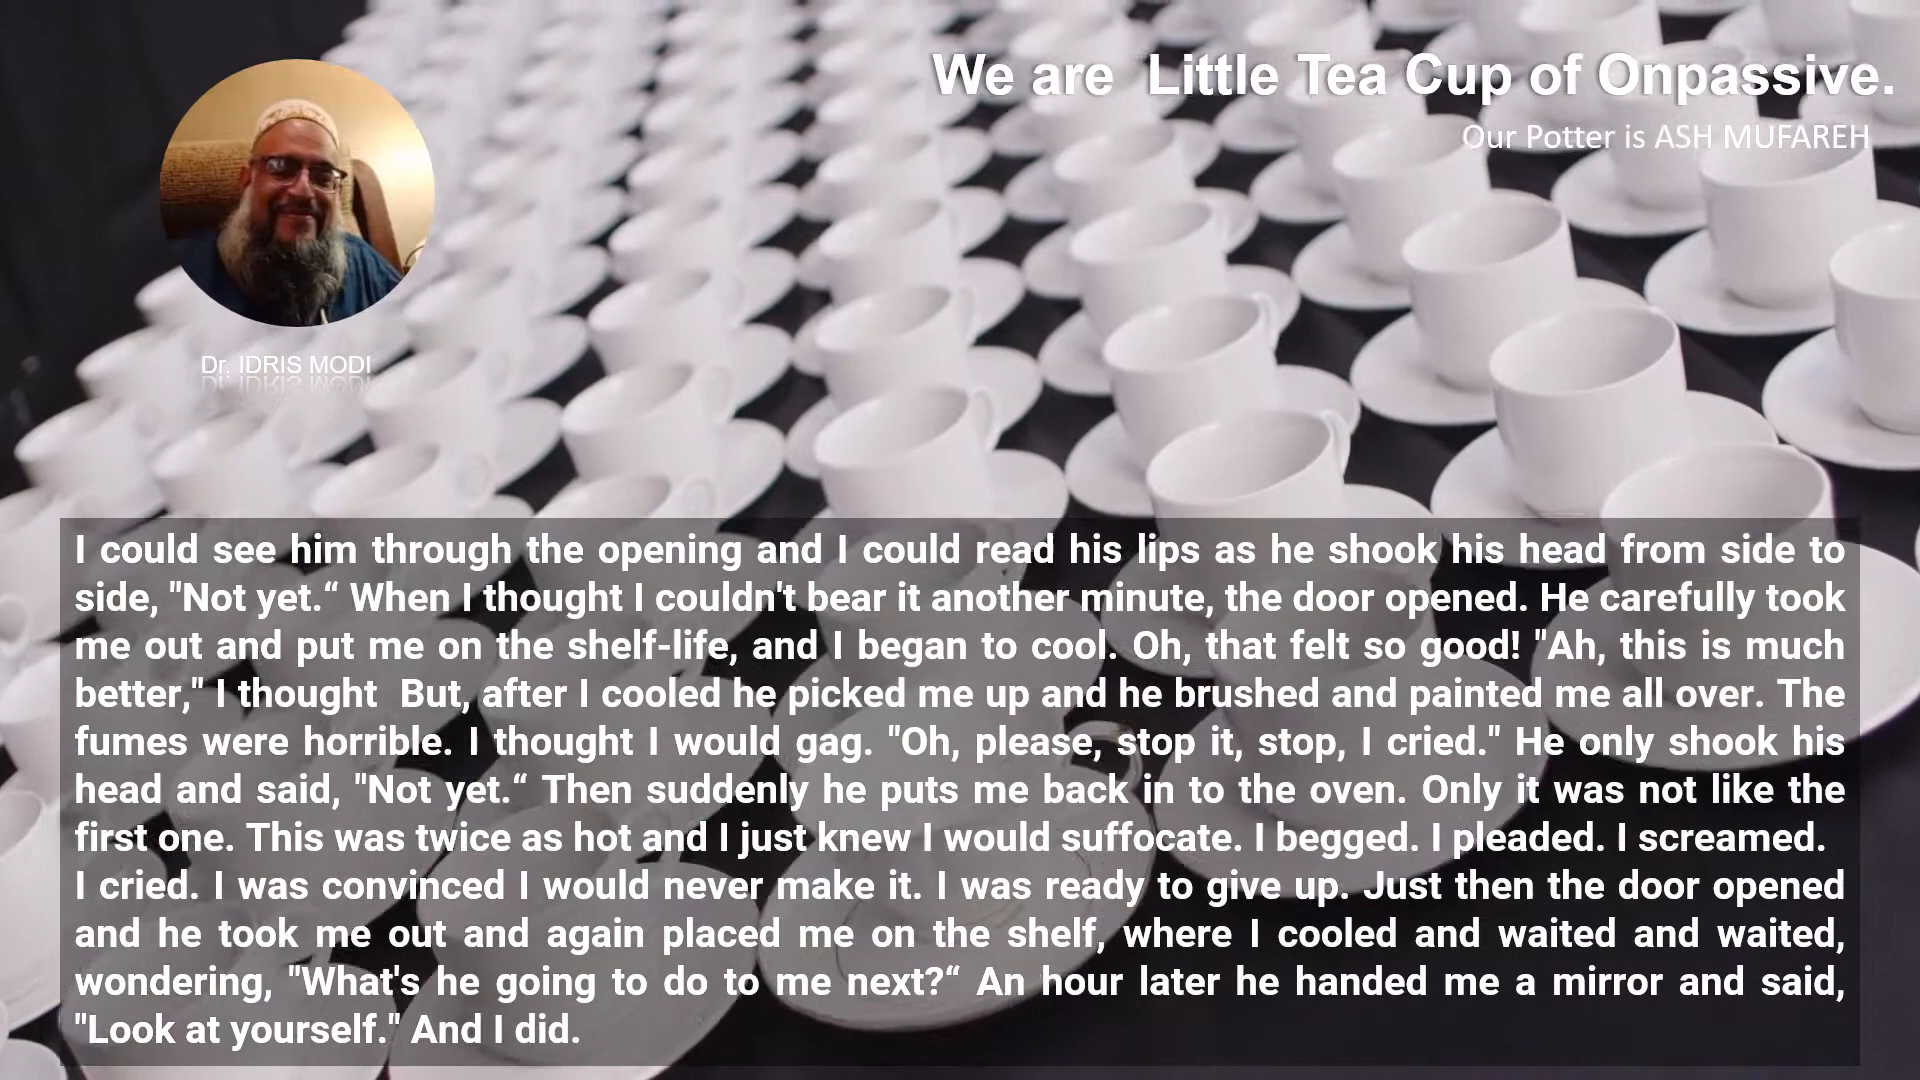 We are  Little Tea Cup of Onpassive.
Our Potter is ASH MUFAREH
Dr. IDRIS MODI
I could see him through the opening and I could read his lips as he shook his head from side to
side, "Not yet.“ When I thought I couldn't bear it another minute, the door opened. He carefully took
me out and put me on the shelf-life, and I began to cool. Oh, that felt so good! "Ah, this is much
better," I thought  But, after I cooled he picked me up and he brushed and painted me all over. The
fumes were horrible. I thought I would gag. "Oh, please, stop it, stop, I cried." He only shook his
head and said, "Not yet.“ Then suddenly he puts me back in to the oven. Only it was not like the
first one. This was twice as hot and I just knew I would suffocate. I begged. I pleaded. I screamed.
I cried. I was convinced I would never make it. I was ready to give up. Just then the door opened
and he took me out and again placed me on the shelf, where I cooled and waited and waited,
wondering, "What's he going to do to me next?“ An hour later he handed me a mirror and said,
"Look at yourself." And I did.